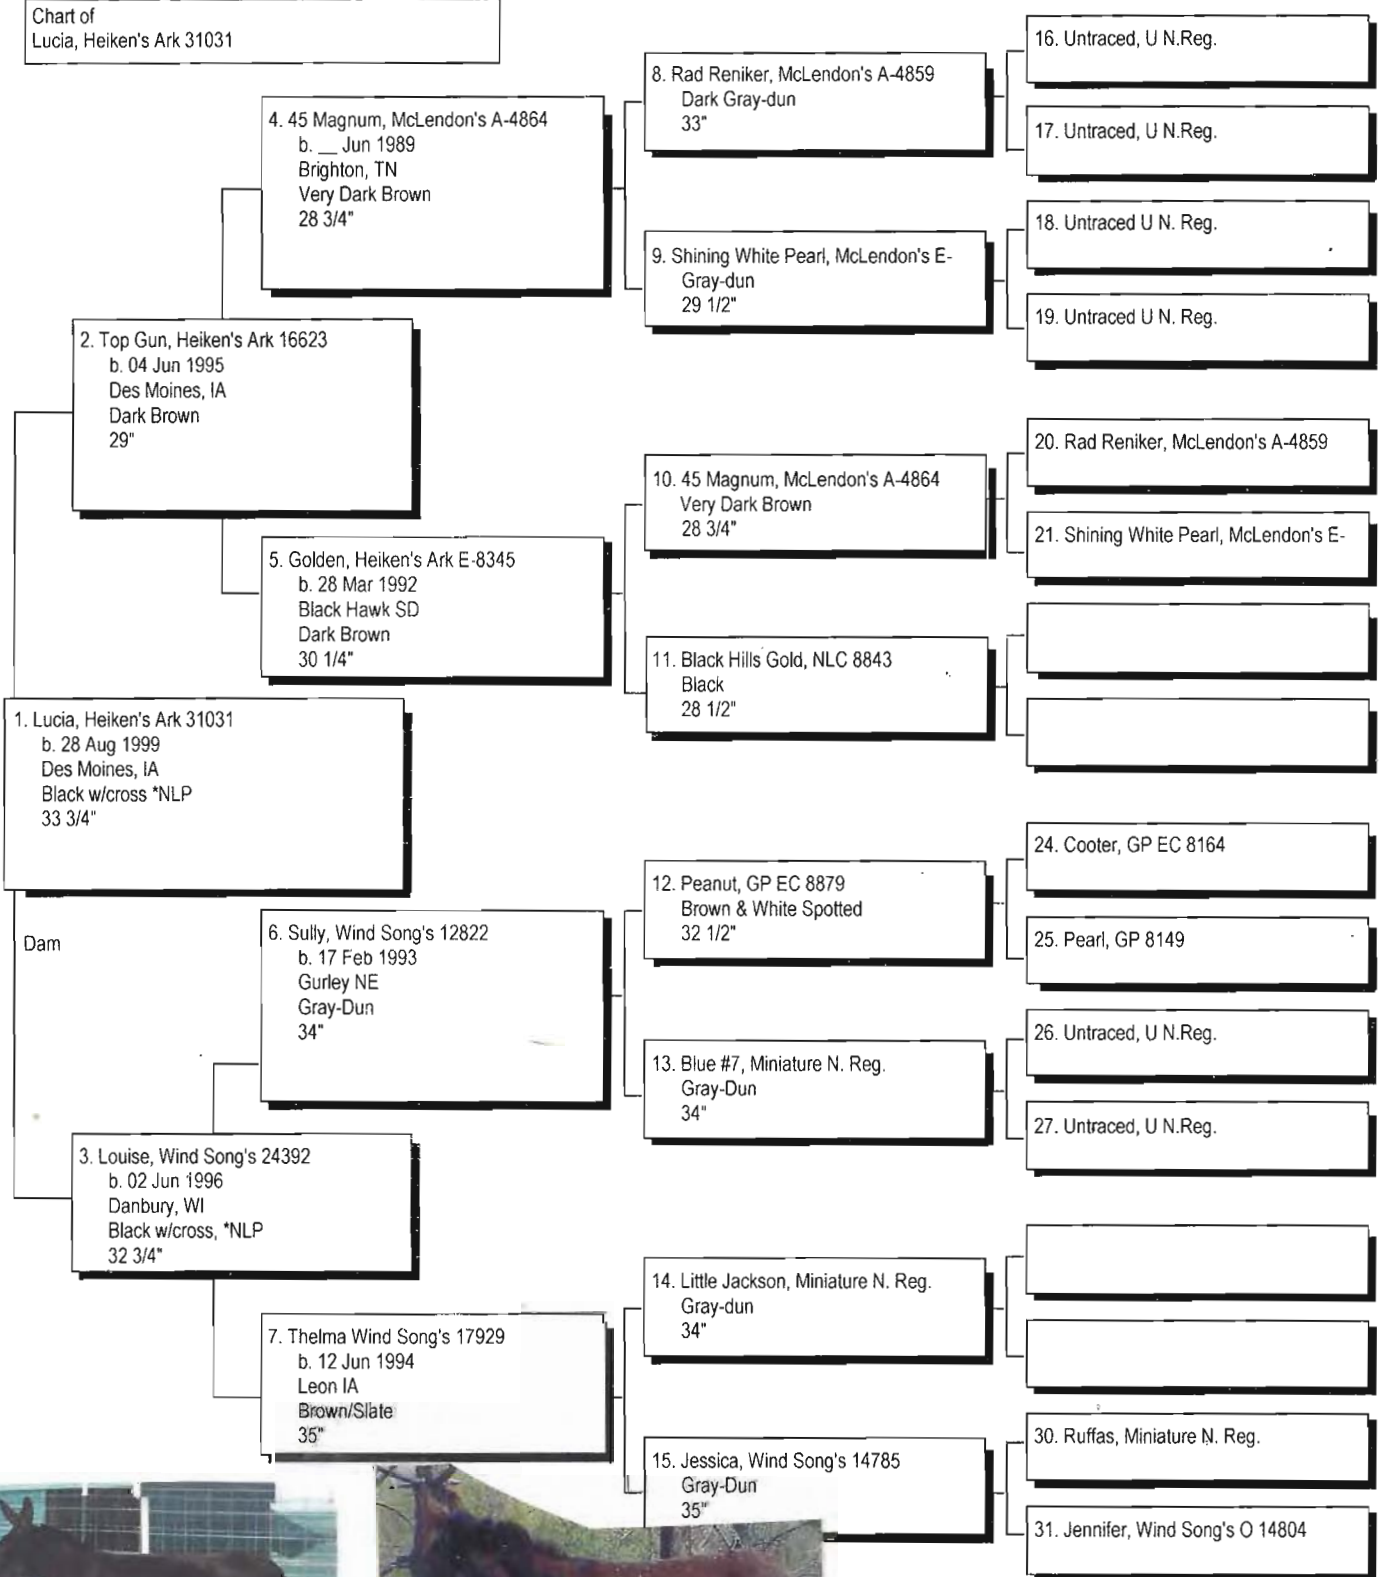 Chart of
Lucia, Heiken's Ark 31031
1. Lucia, Heiken's Ark 31031
b. 28 Aug 1999
Des Moines, IA
Black w/cross *NLP
33 3/4"
Dam
2. Top Gun, Heiken's Ark 16623
b. 04 Jun 1995
Des Moines, IA
Dark Brown
29"
3. Louise, Wind Song's 24392
b. 02 Jun 1996
Danbury, WI
Black w/cross, *NLP
32 3/4"
4. 45 Magnum, McLendon's A-4864
b. __ Jun 1989
Brighton, TN
Very Dark Brown
28 3/4"
5. Golden, Heiken's Ark E-8345
b. 28 Mar 1992
Black Hawk SD
Dark Brown
30 1/4"
6. Sully, Wind Song's 12822
b. 17 Feb 1993
Gurley NE
Gray-Dun
34"
7. Thelma Wind Song's 17929
b. 12 Jun 1994
Leon IA
Brown/Slate
35"
8. Rad Reniker, McLendon's A-4859
Dark Gray-dun
33"
9. Shining White Pearl, McLendon's E-
Gray-dun
29 1/2"
10. 45 Magnum, McLendon's A-4864
Very Dark Brown
28 3/4"
11. Black Hills Gold, NLC 8843
Black
28 1/2"
12. Peanut, GP EC 8879
Brown & White Spotted
32 1/2"
13. Blue #7, Miniature N. Reg.
Gray-Dun
34"
14. Little Jackson, Miniature N. Reg.
Gray-dun
34"
15. Jessica, Wind Song's 14785
Gray-Dun
35"
16. Untraced, U N.Reg.
17. Untraced, U N.Reg.
18. Untraced U N. Reg.
19. Untraced U N. Reg.
20. Rad Reniker, McLendon's A-4859
21. Shining White Pearl, McLendon's E-
24. Cooter, GP EC 8164
25. Pearl, GP 8149
26. Untraced, U N.Reg.
27. Untraced, U N.Reg.
30. Ruffas, Miniature N. Reg.
31. Jennifer, Wind Song's O 14804